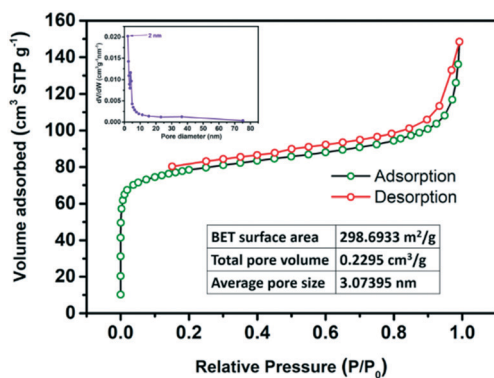 Volume adsorbed (cm³ STP g⁻¹)
160
140
120
100
80
60
40
20
0
0.0 0.2 0.4 0.6 0.8 1.0
Relative Pressure (P/P₀)
dV/dW (cm³g⁻¹nm⁻¹)
0.020
0.015
0.010
0.005
0.000
2 nm
0 10 20 30 40 50 60 70 80
Pore diameter (nm)
Adsorption
Desorption
BET surface area 298.6933 m²/g
Total pore volume 0.2295 cm³/g
Average pore size 3.07395 nm